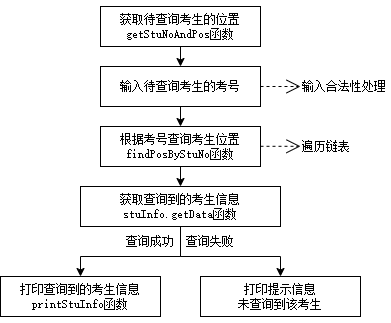 获取待查询考生的位置
getStuNoAndPos函数
输入待查询考生的考号
输入合法性处理
根据考号查询考生位置
findPosByStuNo函数
遍历链表
获取查询到的考生信息
stuInfo.getData函数
查询成功
查询失败
打印查询到的考生信息
printStuInfo函数
打印提示信息
未查询到该考生